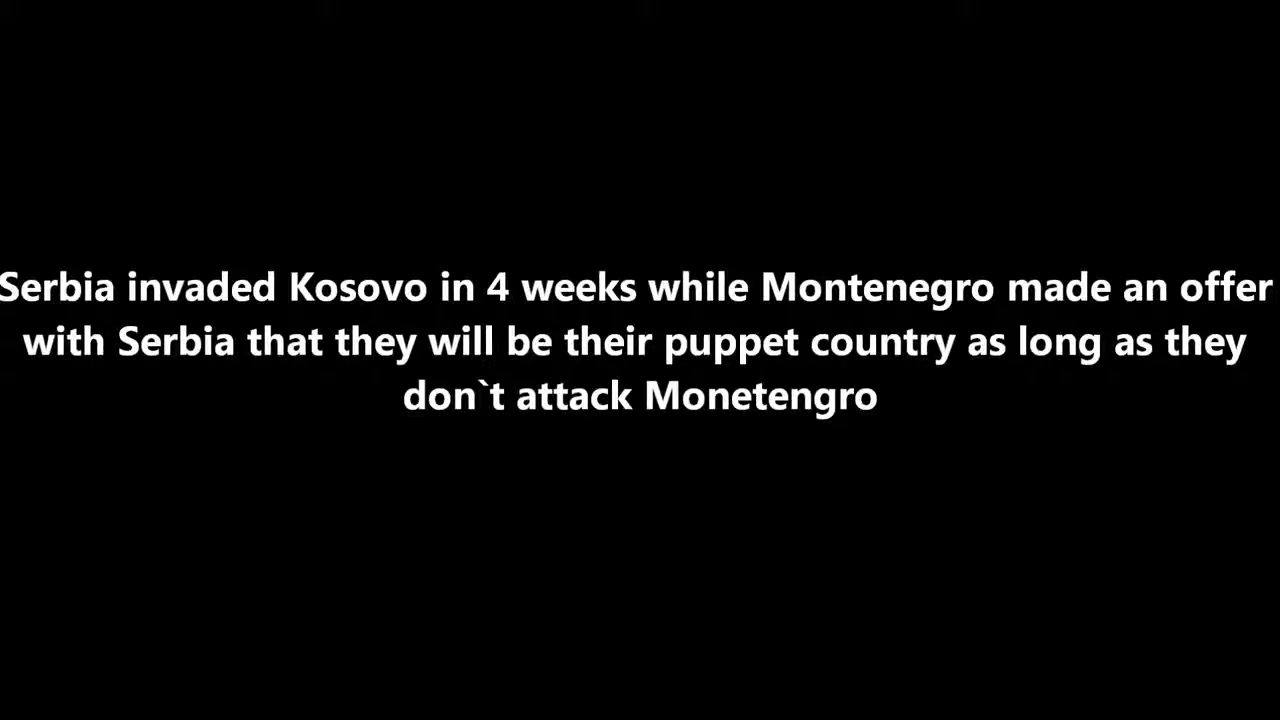 Serbia invaded Kosovo in 4 weeks while Montenegro made an offer
with Serbia that they will be their puppet country as long as they
don`t attack Monetengro